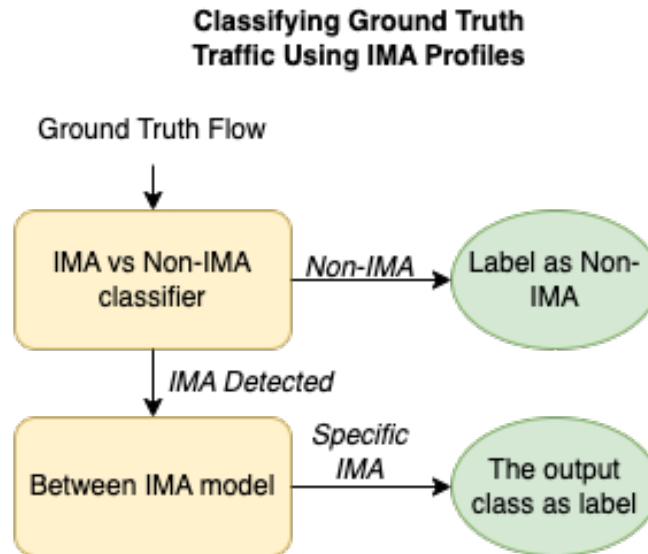 Classifying Ground Truth
Traffic Using IMA Profiles
Ground Truth Flow
IMA vs Non-IMA
classifier
Non-IMA
Label as Non-
IMA
IMA Detected
Between IMA model
Specific
IMA
The output
class as label